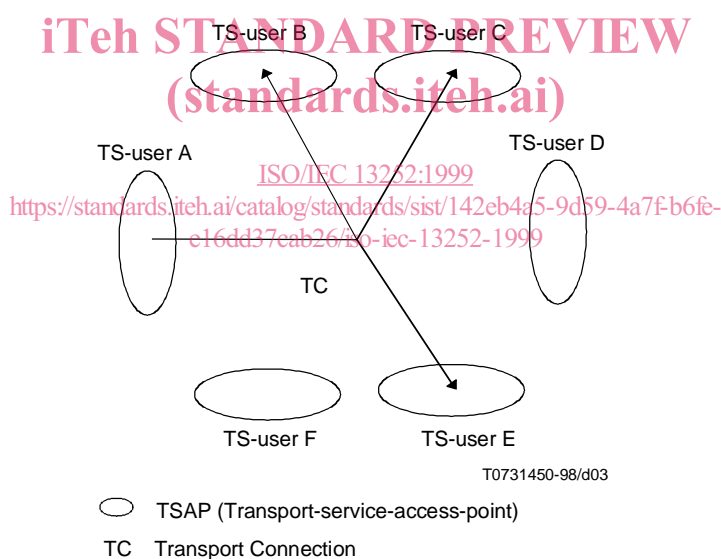 iTeh STANDARD PREVIEW
TS-user B
TS-user C
(standards.iteh.ai)
TS-user A
TS-user D
ISO/IEC 13252:1999
https://standards.iteh.ai/catalog/standards/sist/142eb4a5-9d59-4a7f-b6fe-
e16dd37cab26/iso-iec-13252-1999
TC
TS-user F
TS-user E
T0731450-98/d03
TSAP (Transport-service-access-point)
TC Transport Connection